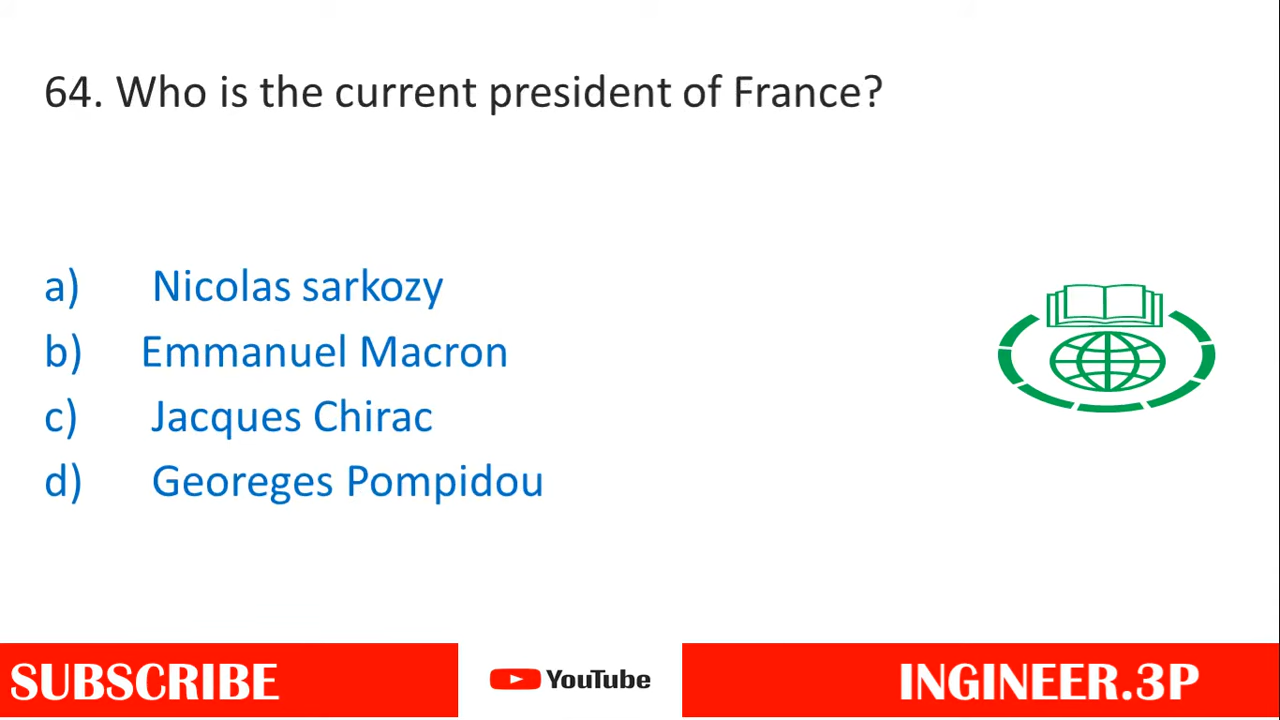 64. Who is the current president of France?
a) Nicolas sarkozy
b) Emmanuel Macron
c) Jacques Chirac
d) Georeges Pompidou
SUBSCRIBE YouTube INGINEER.3P